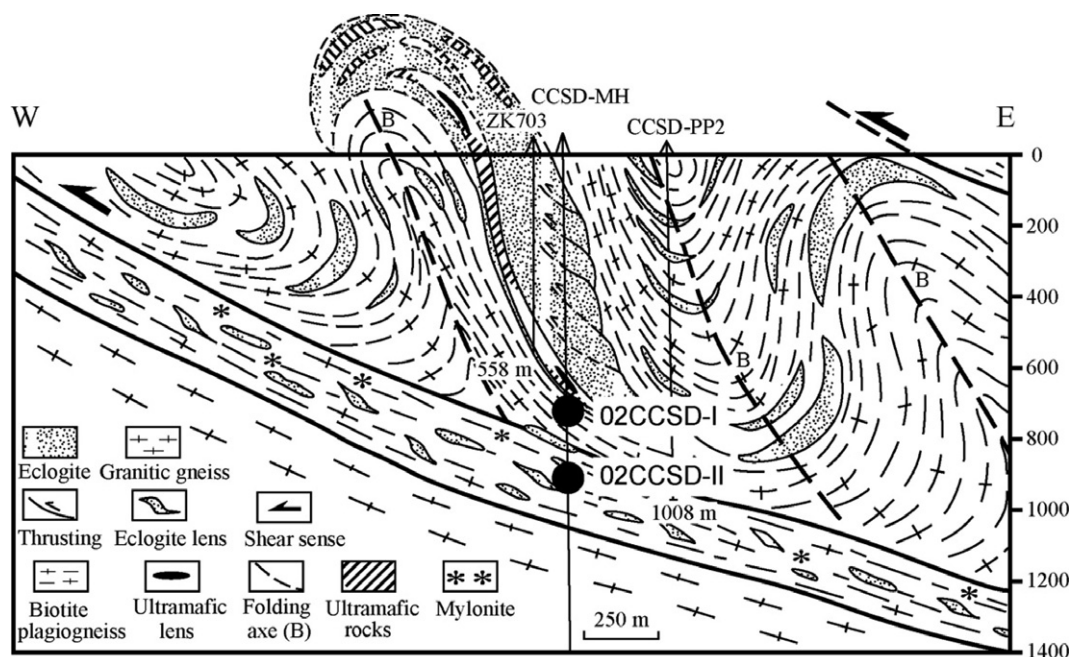 CCSD-MH
W
ZK703
CCSD-PP2
E
B
0
200
400
B
600
558 m
B
02CCSD-I
800
02CCSD-II
1008 m
1000
1200
1400
Eclogite
Granitic gneiss
Thrusting
Eclogite lens
Shear sense
Biotite
plagiogneiss
Ultramafic
lens
Folding
axe (B)
Ultramafic
rocks
Mylonite
250 m